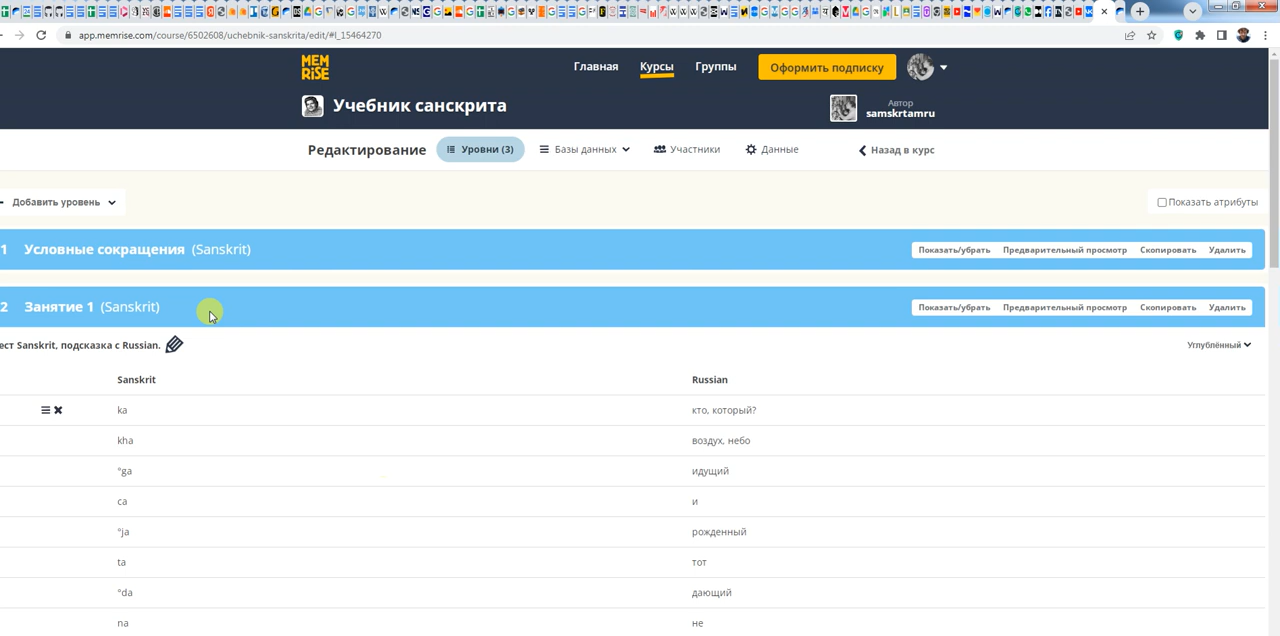 app.memrise.com/course/6502608/uchebnik-sanskrita/edit/#l_15464270
MEM
RiSE
Главная Курсы Группы Оформить подписку
Учебник санскрита
Автор
samskrtamru
Редактирование Уровни (3) Базы данных Участники Данные Назад в курс
Добавить уровень Показать атрибуты
1 Условные сокращения (Sanskrit) Показать/убрать Предварительный просмотр Скопировать Удалить
2 Занятие 1 (Sanskrit) Показать/убрать Предварительный просмотр Скопировать Удалить
ест Sanskrit, подсказка с Russian. Углублённый
Sanskrit Russian
ka кто, который?
kha воздух, небо
°ga идущий
ca и
°ja рожденный
ta тот
°da дающий
na не